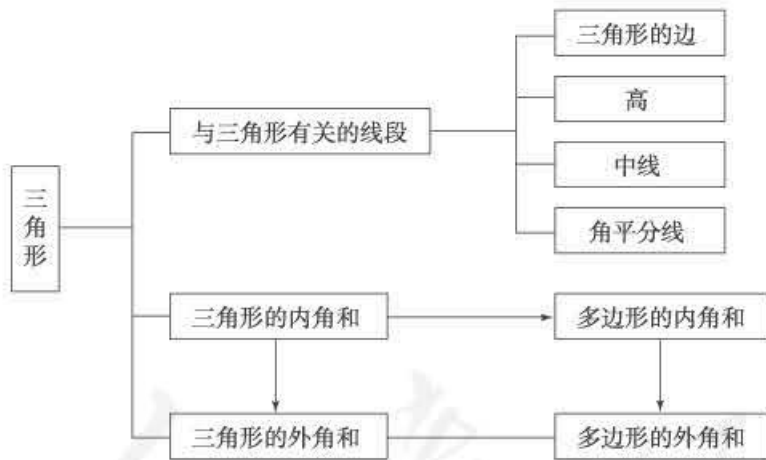 三角形
与三角形有关的线段
三角形的边
高
中线
角平分线
三角形的内角和
多边形的内角和
三角形的外角和
多边形的外角和